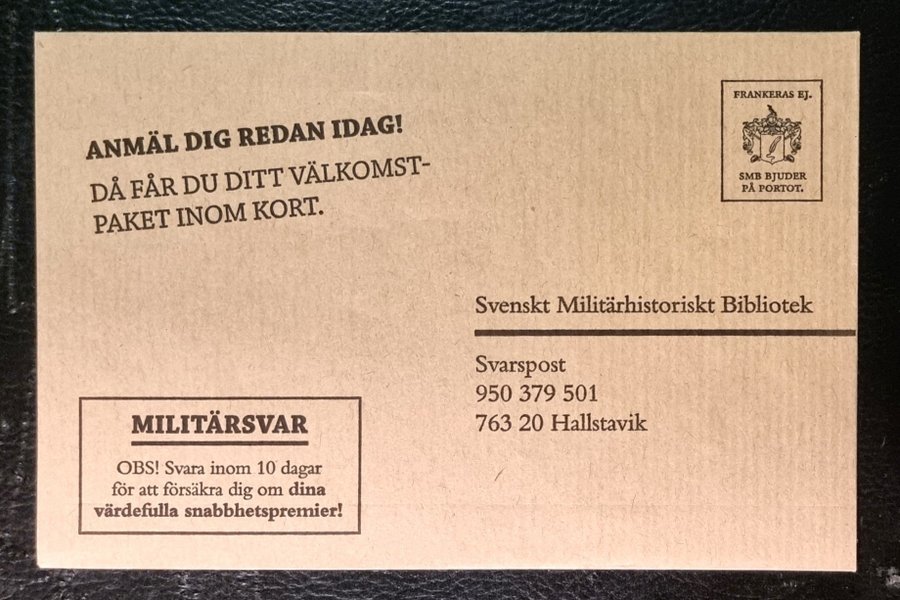 ANMÄL DIG REDAN IDAG!
DÅ FÅR DU DITT VÄLKOMST-
PAKET INOM KORT.
FRANKERAS EJ.
SMB BJUDER
PÅ PORTOT.
Svenskt Militärhistoriskt Bibliotek
Svarspost
950 379 501
763 20 Hallstavik
MILITÄRSVAR
OBS! Svara inom 10 dagar
för att försäkra dig om dina
värdefulla snabbhetspremier!